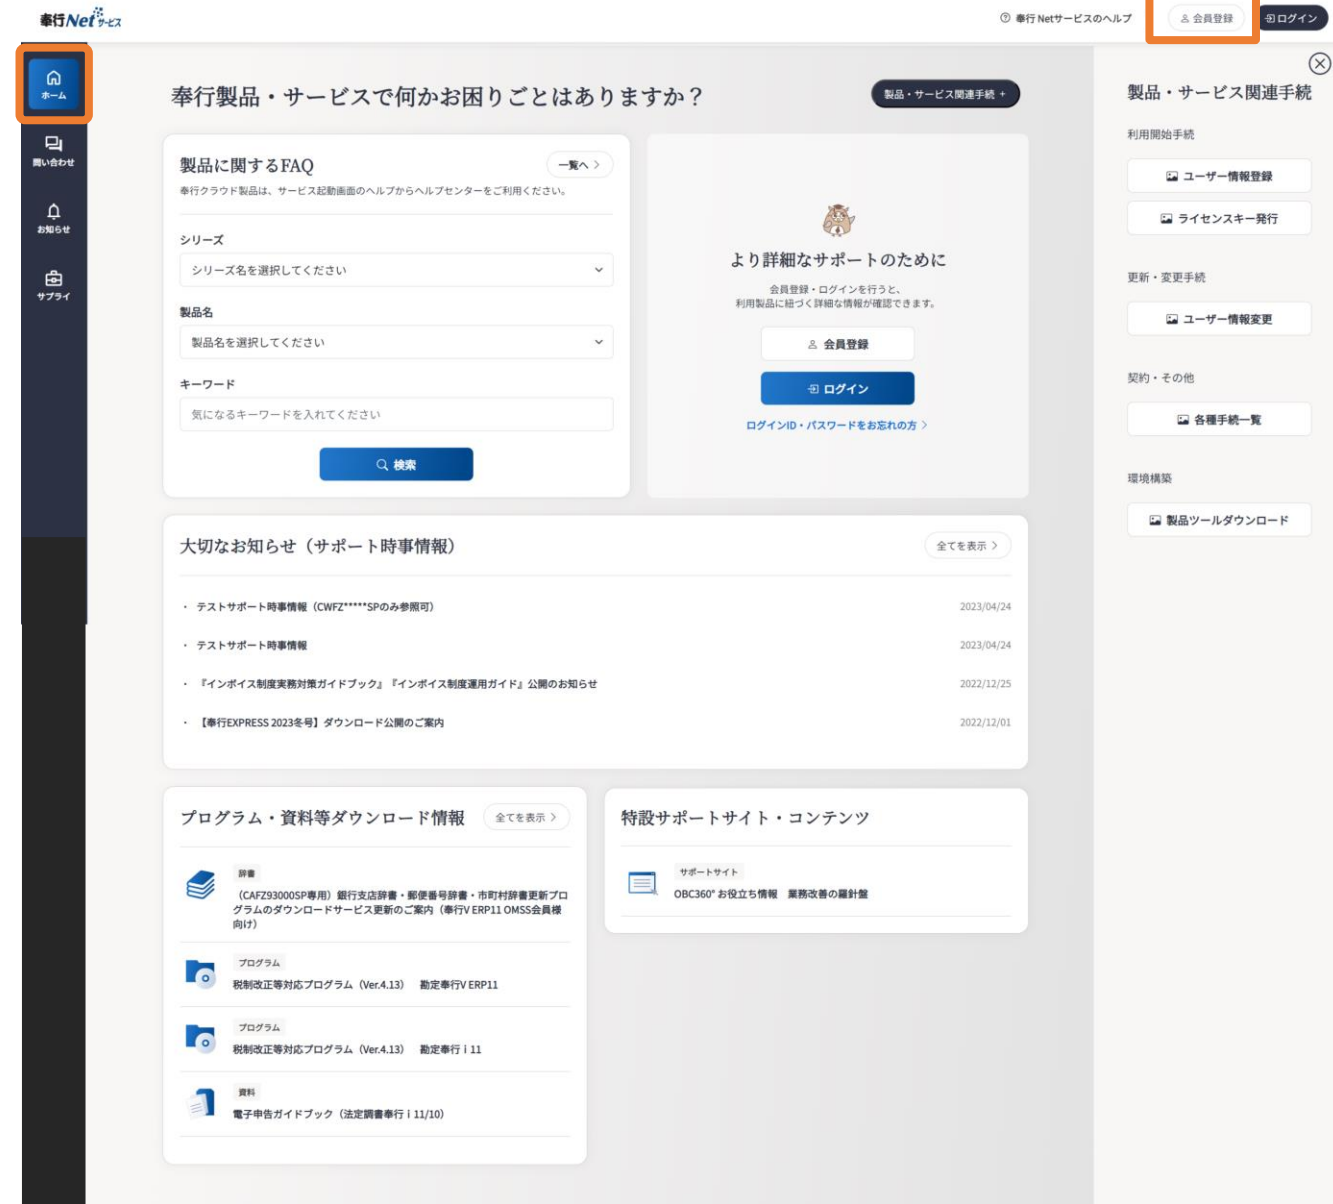 奉行Netサービス
奉行 Netサービスのヘルプ
会員登録
ログイン
ホーム
問い合わせ
お知らせ
サプライ
奉行製品・サービスで何かお困りごとはありますか？
製品・サービス関連手続 +
製品に関するFAQ
一覧へ
奉行クラウド製品は、サービス起動画面のヘルプからヘルプセンターをご利用ください。
シリーズ
シリーズ名を選択してください
製品名
製品名を選択してください
キーワード
気になるキーワードを入れてください
検索
より詳細なサポートのために
会員登録・ログインを行うと、
利用製品に紐づく詳細な情報が確認できます。
会員登録
ログイン
ログインID・パスワードをお忘れの方
大切なお知らせ（サポート時事情報）
全てを表示
・ テストサポート時事情報（CWFZ*****SPのみ参照可）
2023/04/24
・ テストサポート時事情報
2023/04/24
・ 『インボイス制度実務対策ガイドブック』『インボイス制度運用ガイド』公開のお知らせ
2022/12/25
・ 【奉行EXPRESS 2023冬号】ダウンロード公開のご案内
2022/12/01
プログラム・資料等ダウンロード情報
全てを表示
辞書
（CAFZ93000SP専用）銀行支店辞書・郵便番号辞書・市町村辞書更新プロ
グラムのダウンロードサービス更新のご案内（奉行V ERP11 OMSS会員様
向け）
プログラム
税制改正等対応プログラム（Ver.4.13） 勘定奉行V ERP11
プログラム
税制改正等対応プログラム（Ver.4.13） 勘定奉行 i 11
資料
電子申告ガイドブック（法定調書奉行 i 11/10）
特設サポートサイト・コンテンツ
サポートサイト
OBC360° お役立ち情報 業務改善の羅針盤
製品・サービス関連手続
利用開始手続
ユーザー情報登録
ライセンスキー発行
更新・変更手続
ユーザー情報変更
契約・その他
各種手続一覧
環境構築
製品ツールダウンロード